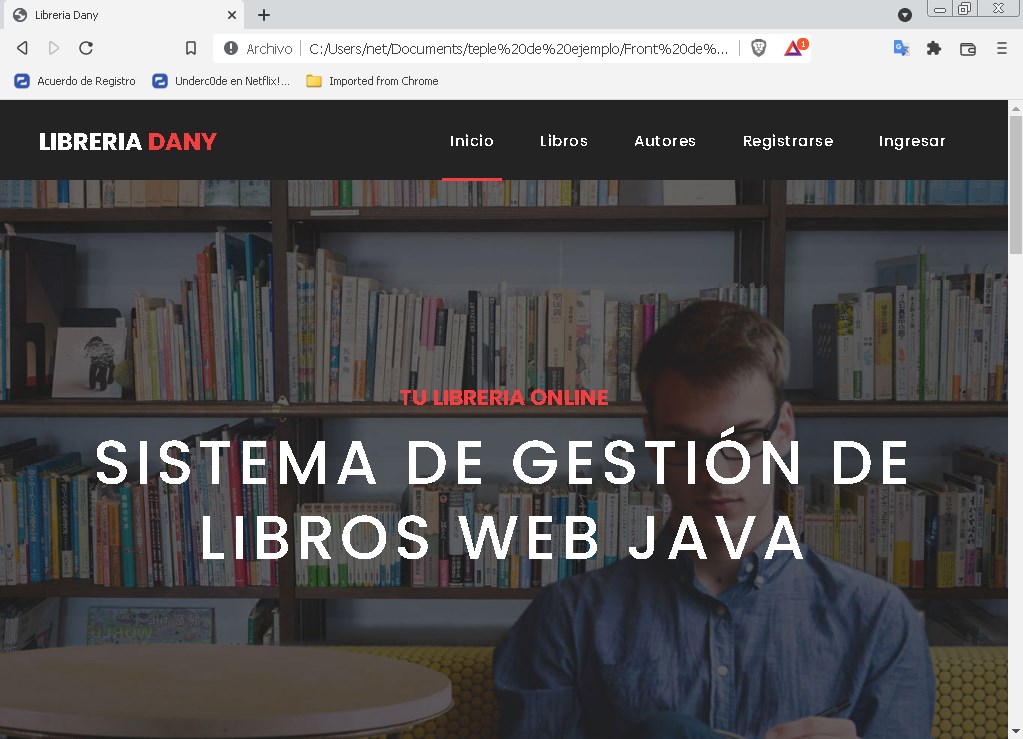 Libreria Dany
Archivo
C:/Users/net/Documents/teple%20de%20ejemplo/Front%20de%...
1
Acuerdo de Registro
Underc0de en Netflix!...
Imported from Chrome
LIBRERIA DANY
Inicio
Libros
Autores
Registrarse
Ingresar
TU LIBRERIA ONLINE
SISTEMA DE GESTIÓN DE
LIBROS WEB JAVA